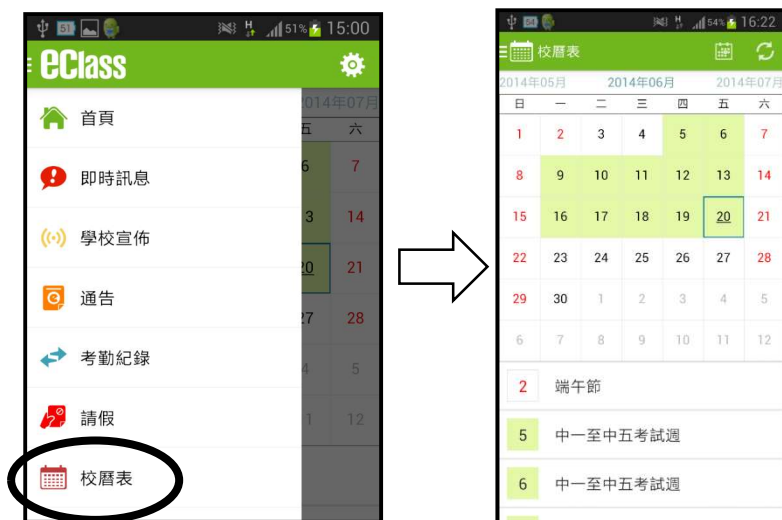 61 51% 15:00
eClass
首頁
即時訊息
學校宣佈
通告
考勤紀錄
請假
校曆表
2014年07月
五 六
6 7
3 14
20 21
27 28
4 5
1 12
54% 16:22
校曆表
2014年05月 2014年06月 2014年07月
日 一 二 三 四 五 六
1 2 3 4 5 6 7
8 9 10 11 12 13 14
15 16 17 18 19 20 21
22 23 24 25 26 27 28
29 30 1 2 3 4 5
6 7 8 9 10 11 12
2 端午節
5 中一至中五考試週
6 中一至中五考試週